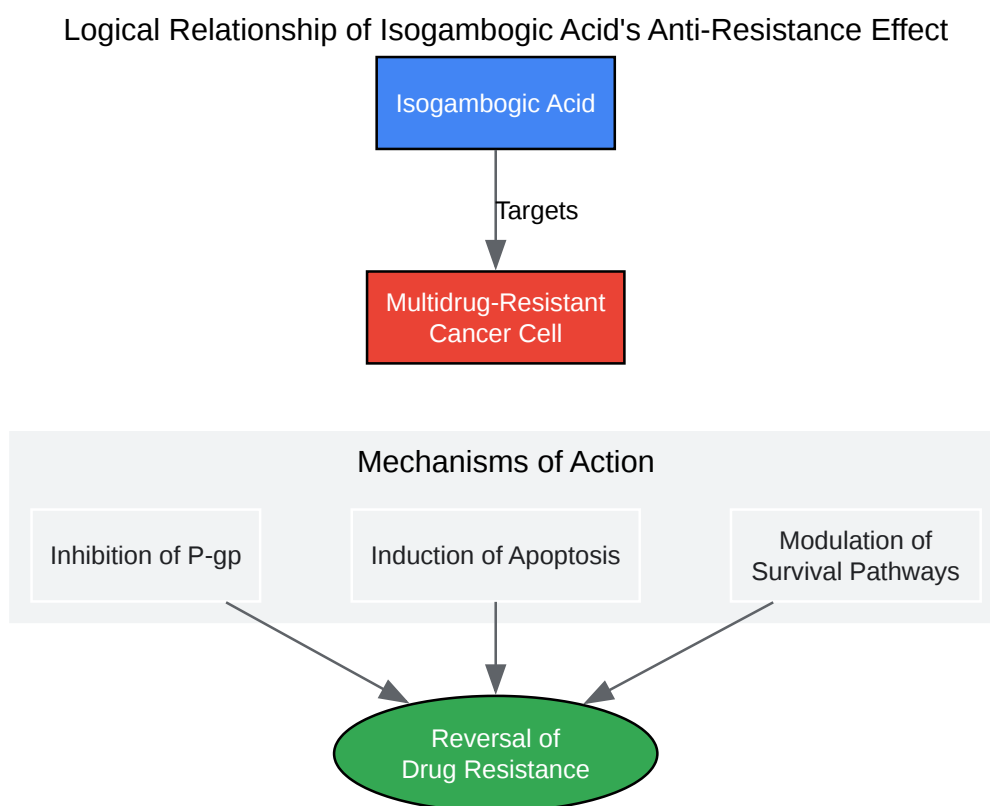 Logical Relationship of Isogambogic Acid's Anti-Resistance Effect
Isogambogic Acid
Targets
Multidrug-Resistant
Cancer Cell
Mechanisms of Action
Inhibition of P-gp
Induction of Apoptosis
Modulation of
Survival Pathways
Reversal of
Drug Resistance